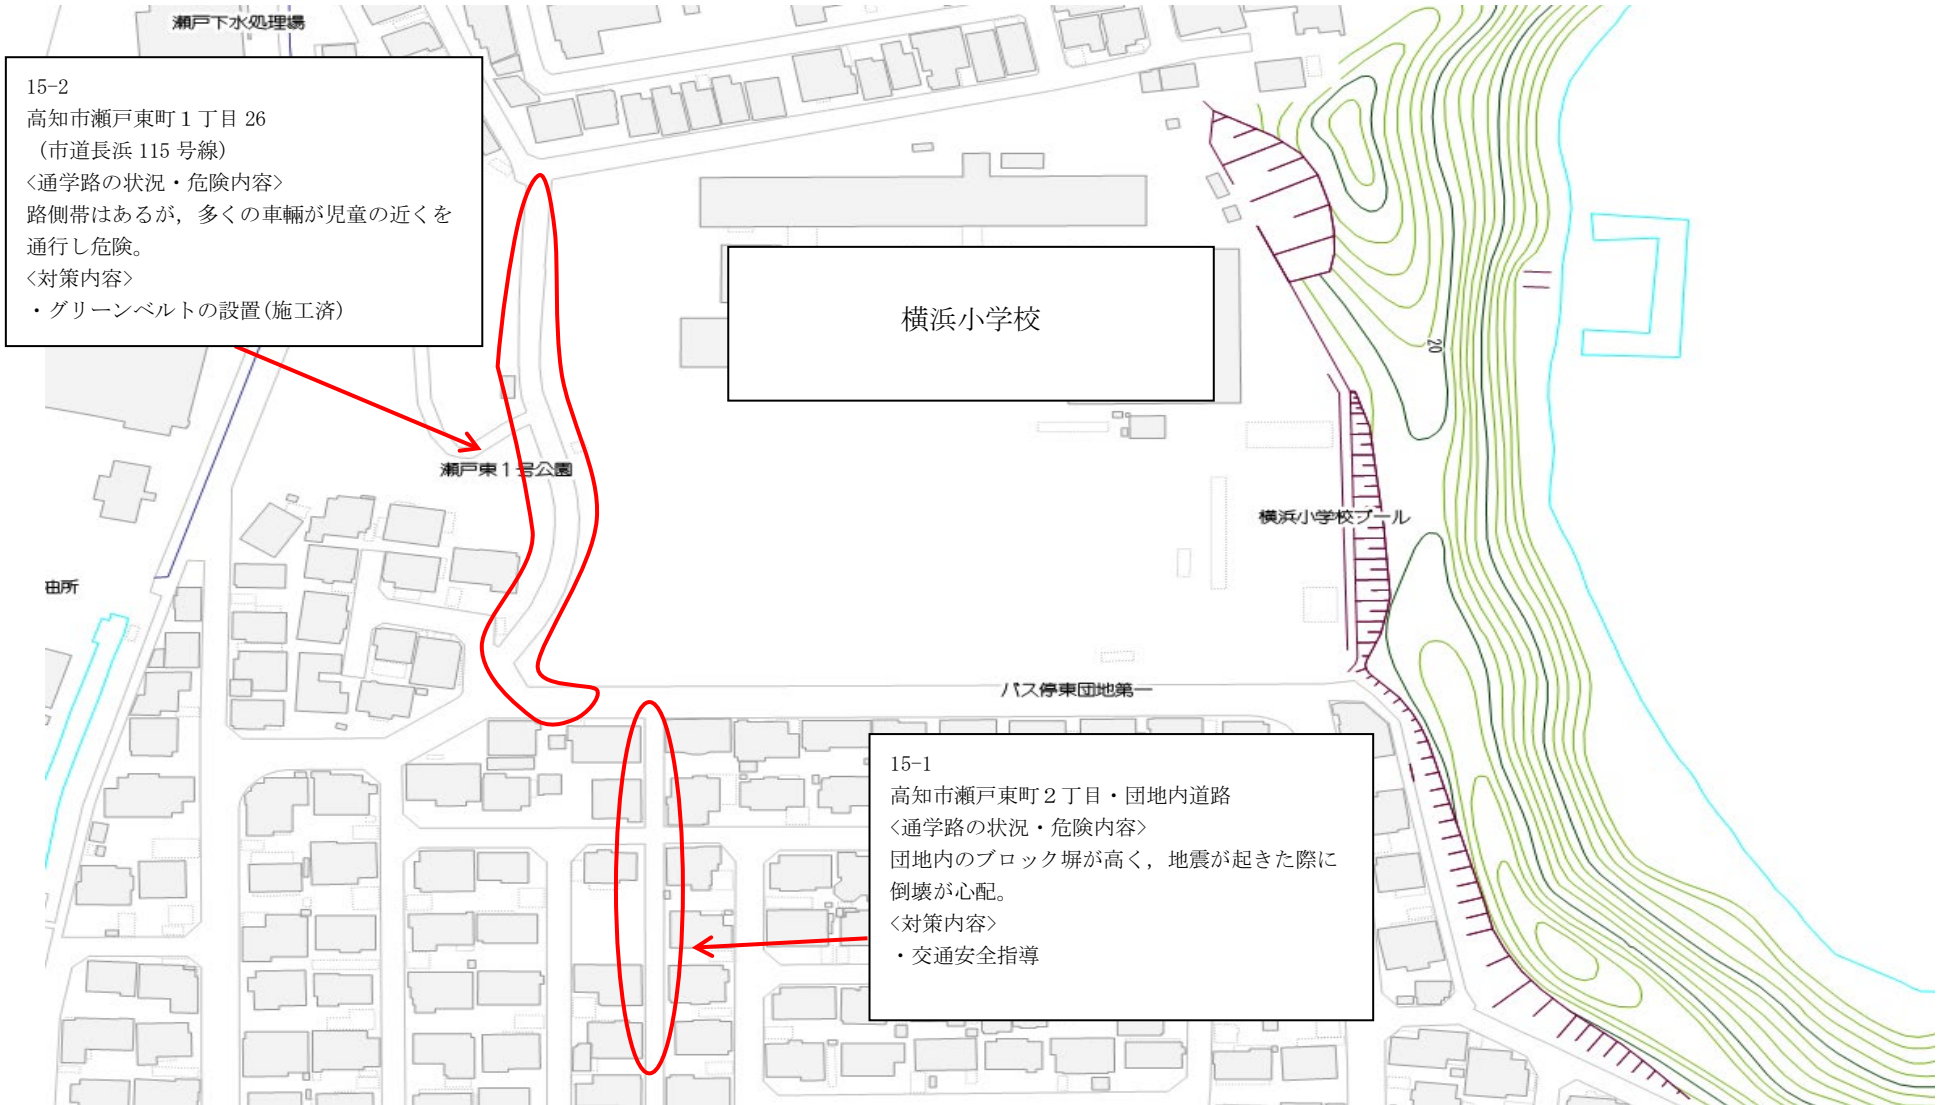 瀬戸下水処理場
15-2
高知市瀬戸東町１丁目 26
（市道長浜 115 号線）
<通学路の状況・危険内容>
路側帯はあるが，多くの車輛が児童の近くを
通行し危険。
<対策内容>
・グリーンベルトの設置(施工済)
横浜小学校
20
瀬戸東１号公園
横浜小学校プール
由所
バス停東団地第一
15-1
高知市瀬戸東町２丁目・団地内道路
<通学路の状況・危険内容>
団地内のブロック塀が高く，地震が起きた際に
倒壊が心配。
<対策内容>
・交通安全指導